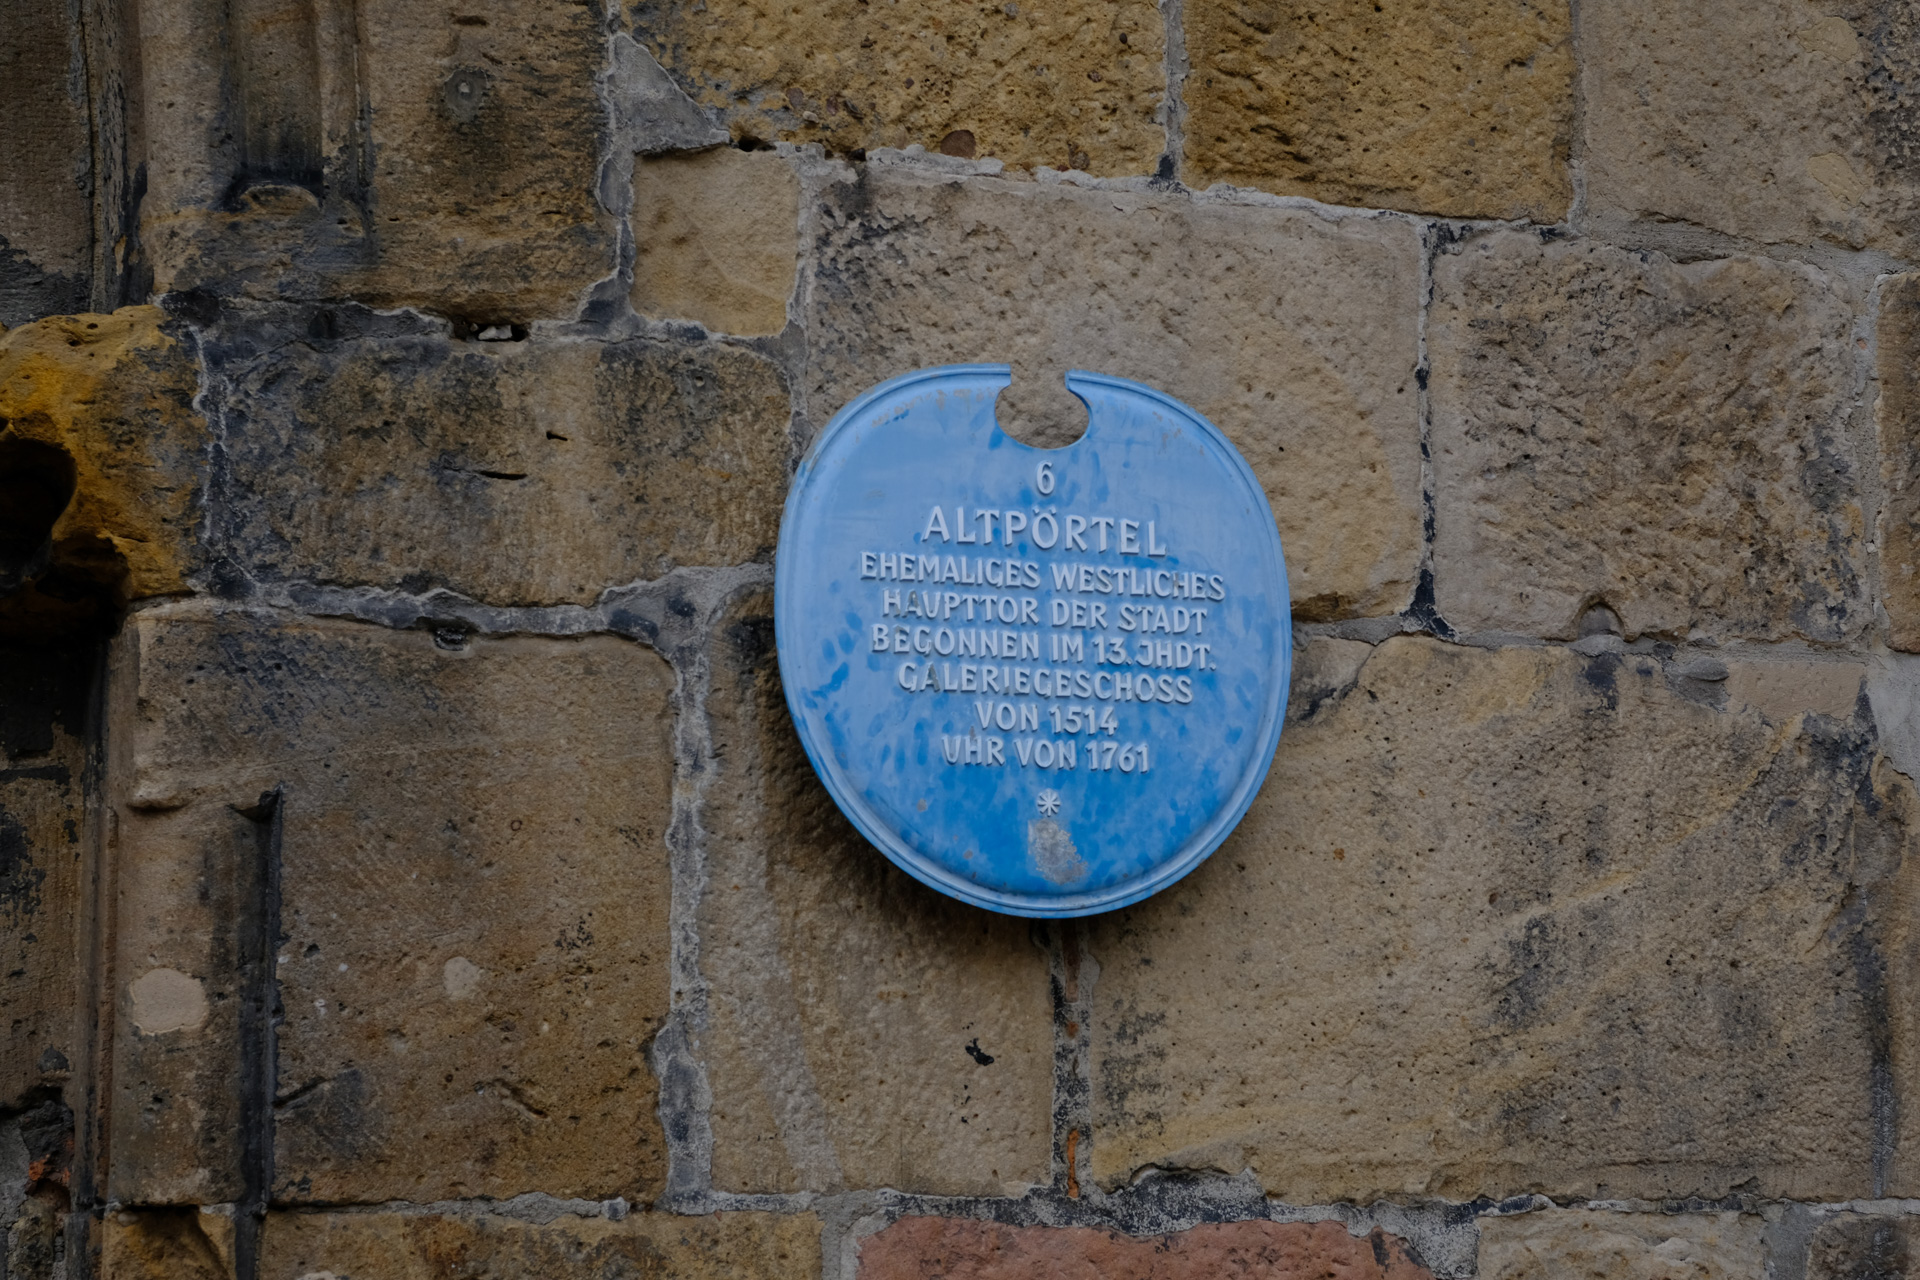 6
ALTPÖRTEL
EHEMALIGES WESTLICHES
HAUPTTOR DER STADT
BEGONNEN IM 13. JHDT.
GALERIEGESCHOSS
VON 1514
UHR VON 1761